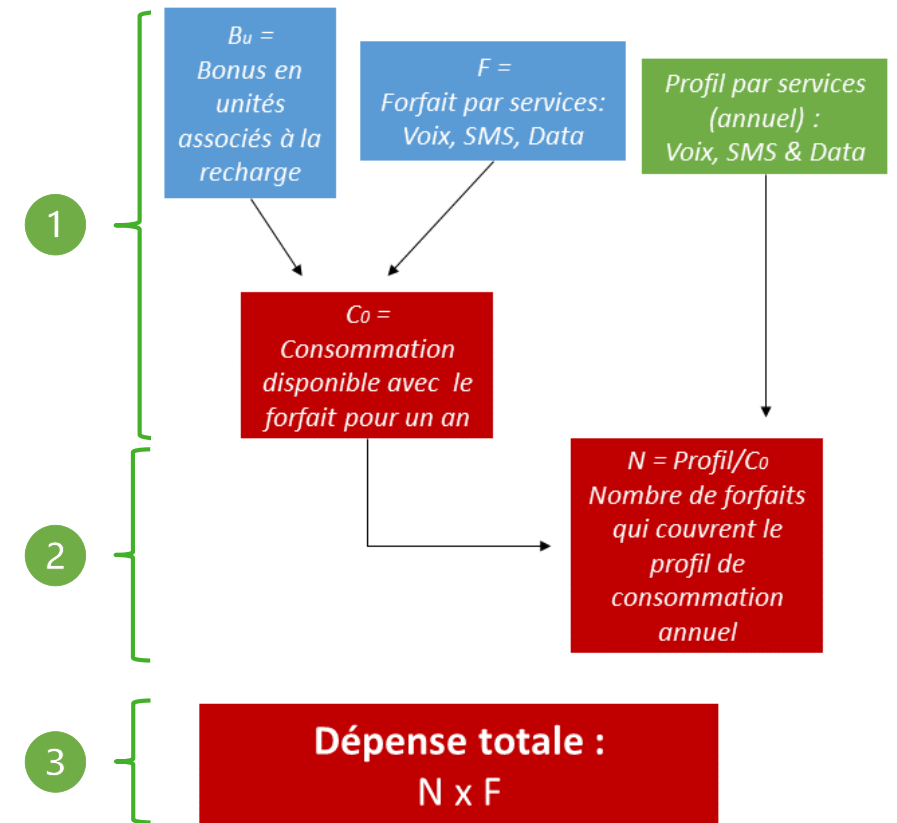 Bu =
Bonus en
unités
associés à la
recharge
F =
Forfait par services:
Voix, SMS, Data
Profil par services
(annuel) :
Voix, SMS & Data
1
C0 =
Consommation
disponible avec le
forfait pour un an
2
N = Profil/C0
Nombre de forfaits
qui couvrent le
profil de
consommation
annuel
3
Dépense totale :
N x F